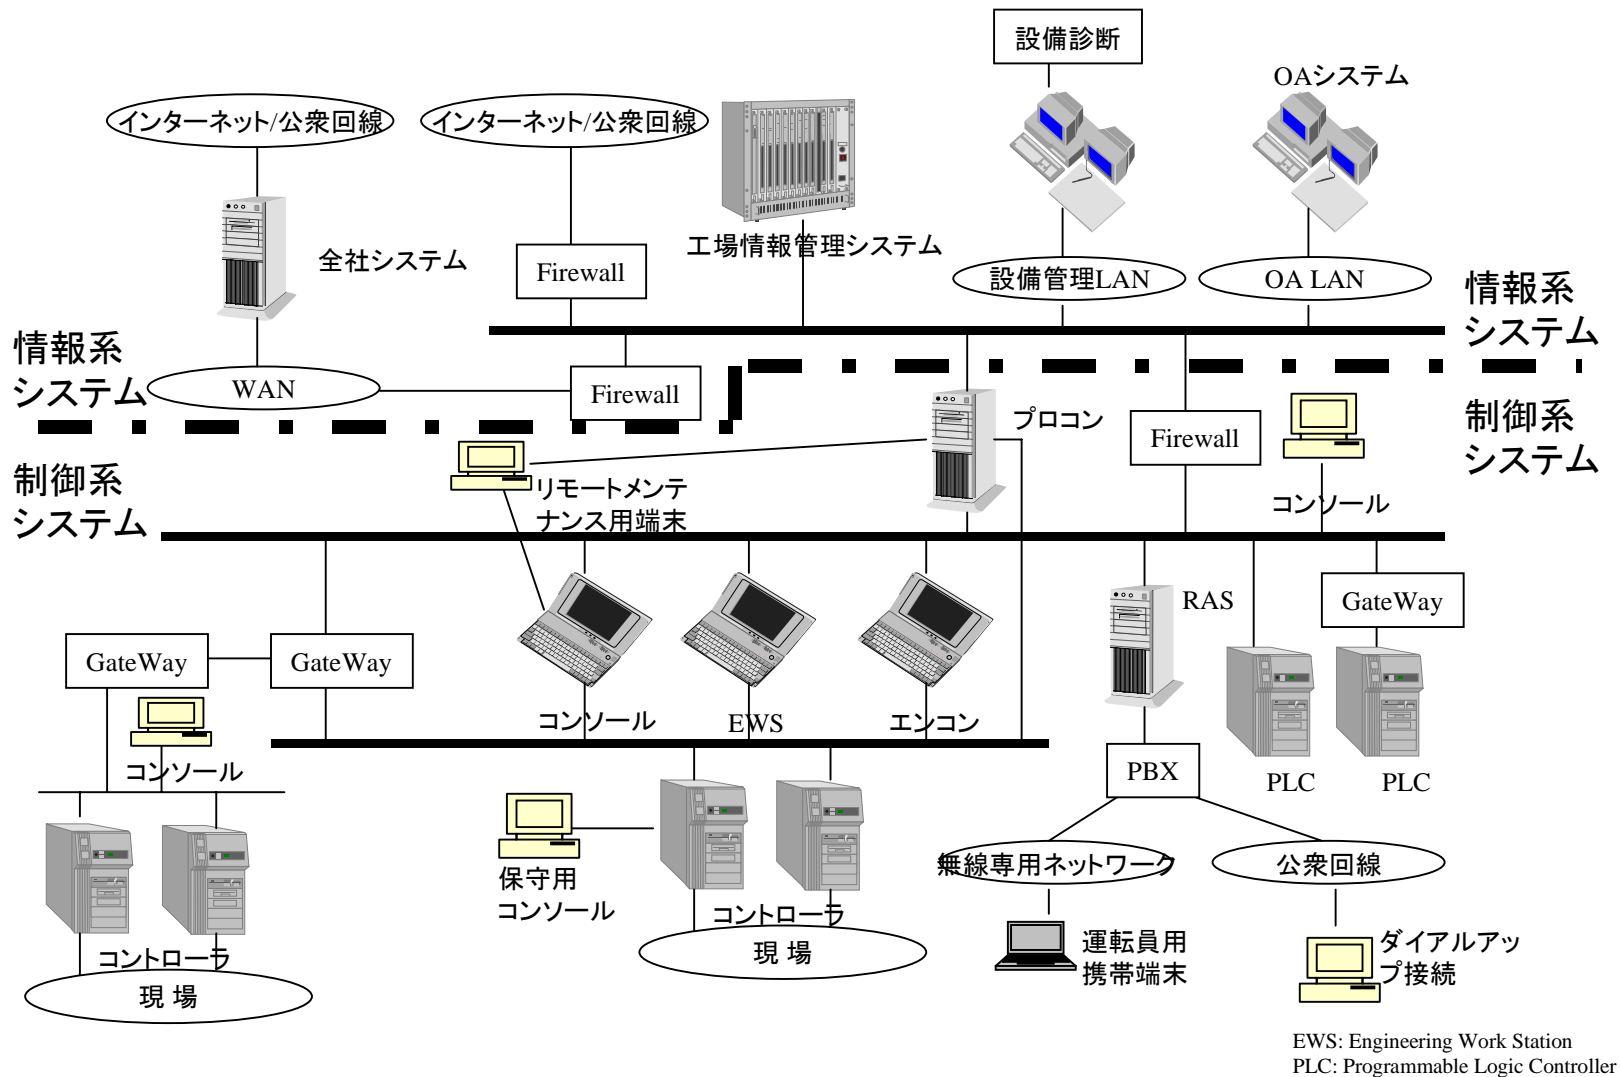 設備診断
OAシステム
インターネット/公衆回線
インターネット/公衆回線
全社システム
Firewall
工場情報管理システム
設備管理LAN
OA LAN
情報系
システム
情報系
システム
WAN
Firewall
プロコン
Firewall
制御系
システム
制御系
システム
リモートメンテ
ナンス用端末
コンソール
RAS
GateWay
GateWay
GateWay
コンソール
EWS
エンコン
コンソール
PBX
PLC
PLC
保守用
コンソール
無線専用ネットワーク
公衆回線
コントローラ
現 場
コントローラ
現 場
運転員用
携帯端末
ダイアルアッ
プ接続
EWS: Engineering Work Station
PLC: Programmable Logic Controller